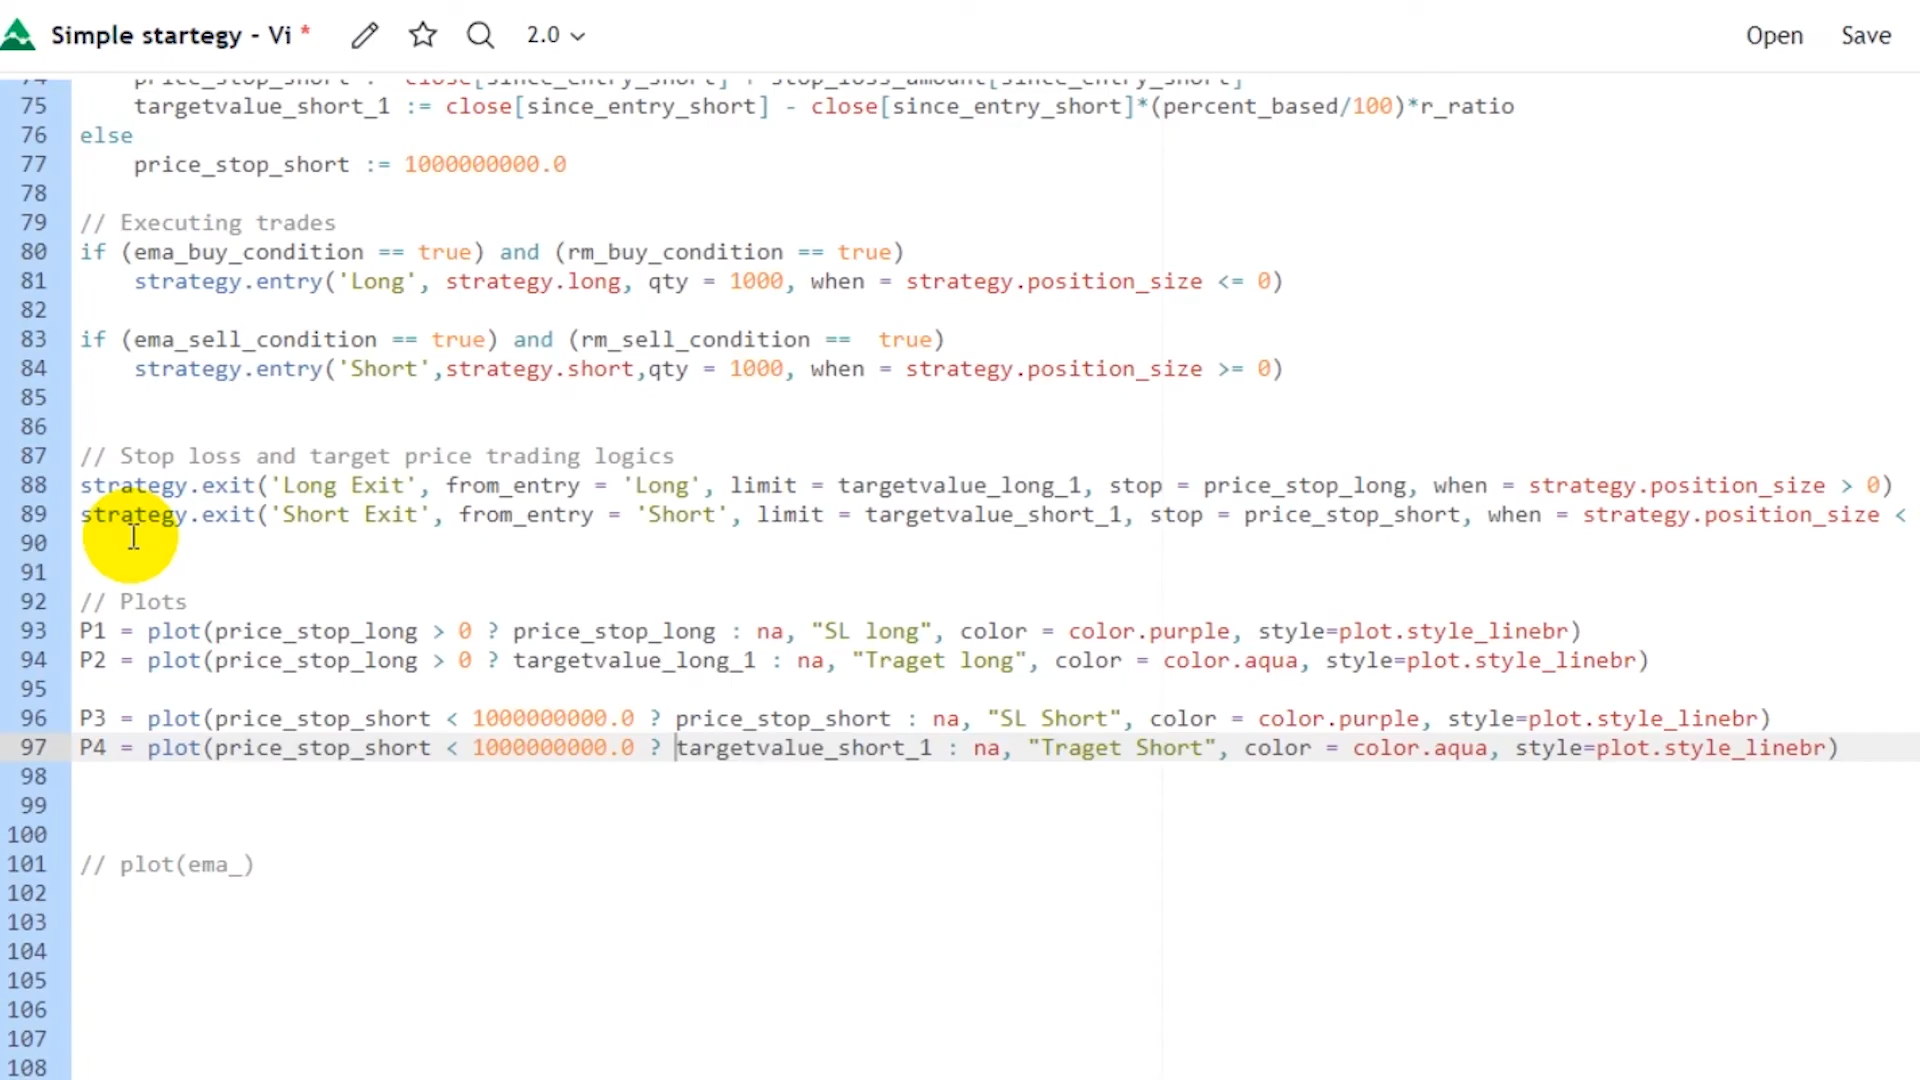 Simple startegy - Vi * 2.0 Open Save
74 price_stop_short : close[since_entry_short] + stop_loss_amount[since_entry_short]
75 targetvalue_short_1 := close[since_entry_short] - close[since_entry_short]*(percent_based/100)*r_ratio
76 else
77 price_stop_short := 1000000000.0
78
79 // Executing trades
80 if (ema_buy_condition == true) and (rm_buy_condition == true)
81 strategy.entry('Long', strategy.long, qty = 1000, when = strategy.position_size <= 0)
82
83 if (ema_sell_condition == true) and (rm_sell_condition ==  true)
84 strategy.entry('Short',strategy.short,qty = 1000, when = strategy.position_size >= 0)
85
86
87 // Stop loss and target price trading logics
88 strategy.exit('Long Exit', from_entry = 'Long', limit = targetvalue_long_1, stop = price_stop_long, when = strategy.position_size > 0)
89 strategy.exit('Short Exit', from_entry = 'Short', limit = targetvalue_short_1, stop = price_stop_short, when = strategy.position_size <
90
91
92 // Plots
93 P1 = plot(price_stop_long > 0 ? price_stop_long : na, "SL long", color = color.purple, style=plot.style_linebr)
94 P2 = plot(price_stop_long > 0 ? targetvalue_long_1 : na, "Traget long", color = color.aqua, style=plot.style_linebr)
95
96 P3 = plot(price_stop_short < 1000000000.0 ? price_stop_short : na, "SL Short", color = color.purple, style=plot.style_linebr)
97 P4 = plot(price_stop_short < 1000000000.0 ? targetvalue_short_1 : na, "Traget Short", color = color.aqua, style=plot.style_linebr)
98
99
100
101 // plot(ema_)
102
103
104
105
106
107
108